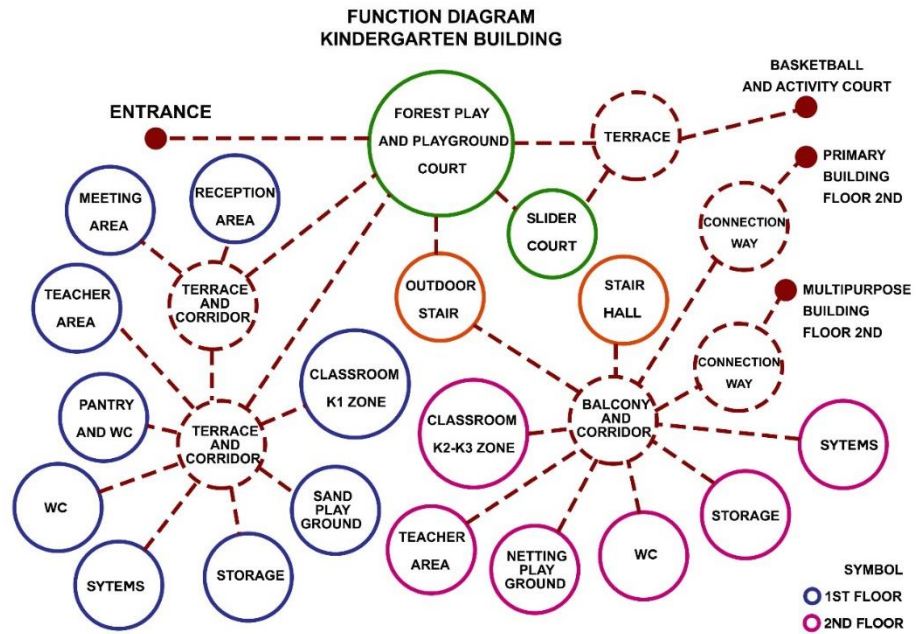 FUNCTION DIAGRAM
KINDERGARTEN BUILDING
ENTRANCE
FOREST PLAY
AND PLAYGROUND
COURT
TERRACE
BASKETBALL
AND ACTIVITY COURT
PRIMARY
BUILDING
FLOOR 2ND
MEETING
AREA
RECEPTION
AREA
SLIDER
COURT
CONNECTION
WAY
TEACHER
AREA
TERRACE
AND
CORRIDOR
OUTDOOR
STAIR
STAIR
HALL
MULTIPURPOSE
BUILDING
FLOOR 2ND
CONNECTION
WAY
CLASSROOM
K1 ZONE
PANTRY
AND WC
TERRACE
AND
CORRIDOR
CLASSROOM
K2-K3 ZONE
BALCONY
AND
CORRIDOR
SYTEMS
WC
SAND
PLAY
GROUND
STORAGE
TEACHER
AREA
NETTING
PLAY
GROUND
WC
SYTEMS
STORAGE
SYMBOL
1ST FLOOR
2ND FLOOR